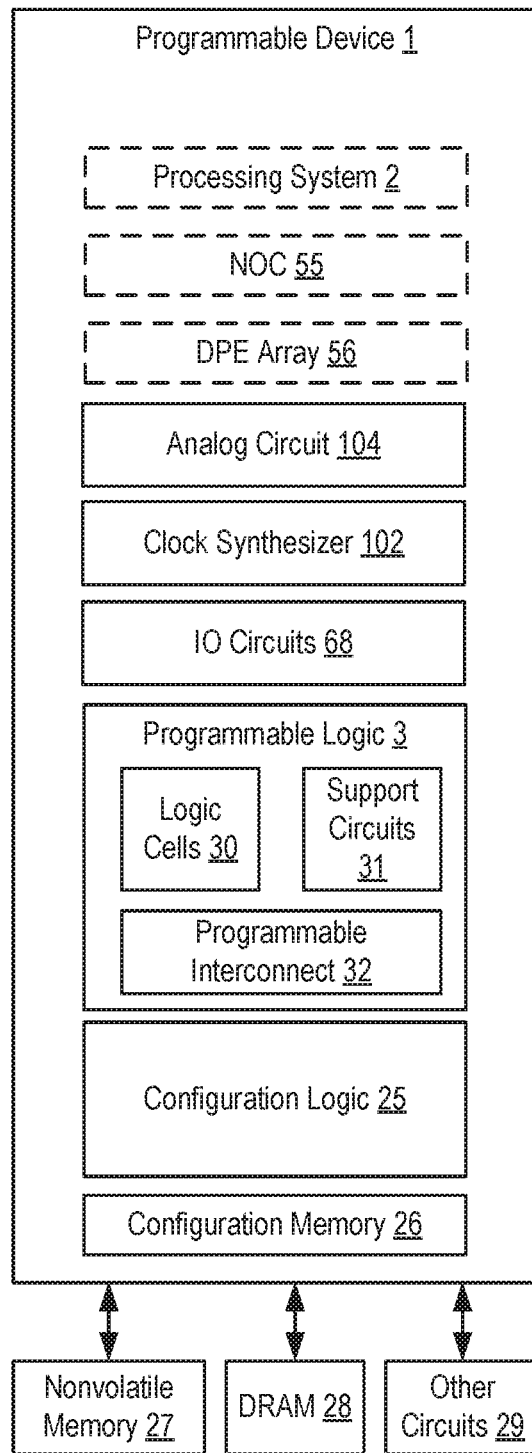 Programmable Device 1
Processing System 2
NOC 55
DPE Array 56
Analog Circuit 104
Clock Synthesizer 102
IO Circuits 68
Programmable Logic 3
Logic
Cells 30
Support
Circuits
31
Programmable
Interconnect 32
Configuration Logic 25
Configuration Memory 26
Nonvolatile
Memory 27
DRAM 28
Other
Circuits 29